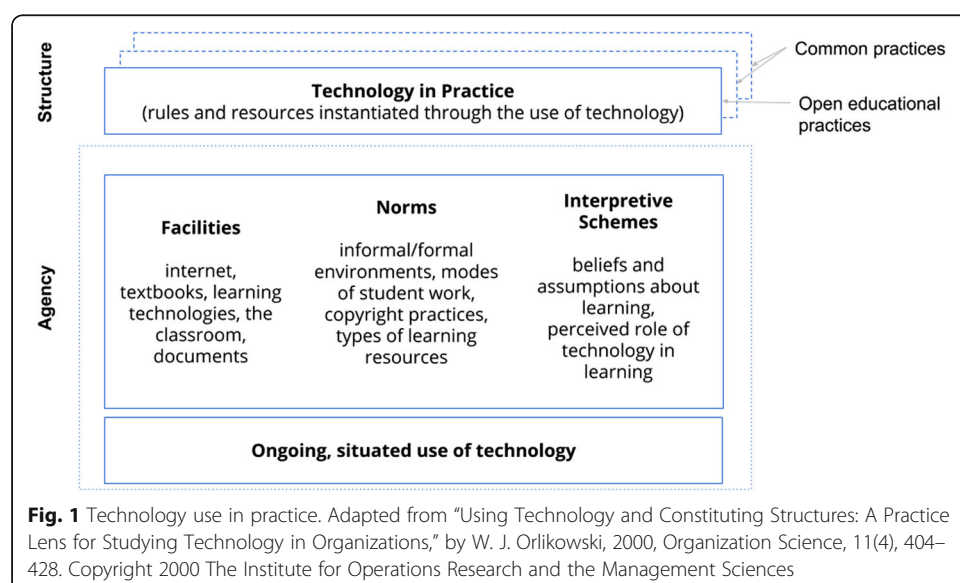 Structure
Common practices
Technology in Practice
(rules and resources instantiated through the use of technology)
Open educational
practices
Agency
Facilities
internet,
textbooks, learning
technologies, the
classroom,
documents
Norms
informal/formal
environments, modes
of student work,
copyright practices,
types of learning
resources
Interpretive
Schemes
beliefs and
assumptions about
learning,
perceived role of
technology in
learning
Ongoing, situated use of technology
Fig. 1 Technology use in practice. Adapted from “Using Technology and Constituting Structures: A Practice
Lens for Studying Technology in Organizations,” by W. J. Orlikowski, 2000, Organization Science, 11(4), 404–
428. Copyright 2000 The Institute for Operations Research and the Management Sciences